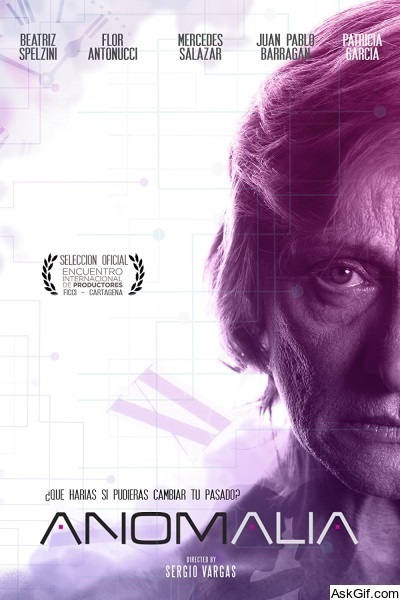 BEATRIZ FLOR MERCEDES JUAN PABLO PATRICIA
SPELZINI ANTONUCCI SALAZAR BARRAGAN GARCIA
SELECCION OFICIAL
ENCUENTRO
INTERNACIONAL
DE PRODUCTORES
FICCI - CARTAGENA
¿QUE HARIAS SI PUDIERAS CAMBIAR TU PASADO?
ANOMALIA
DIRECTED BY
SERGIO VARGAS
AskGif.com